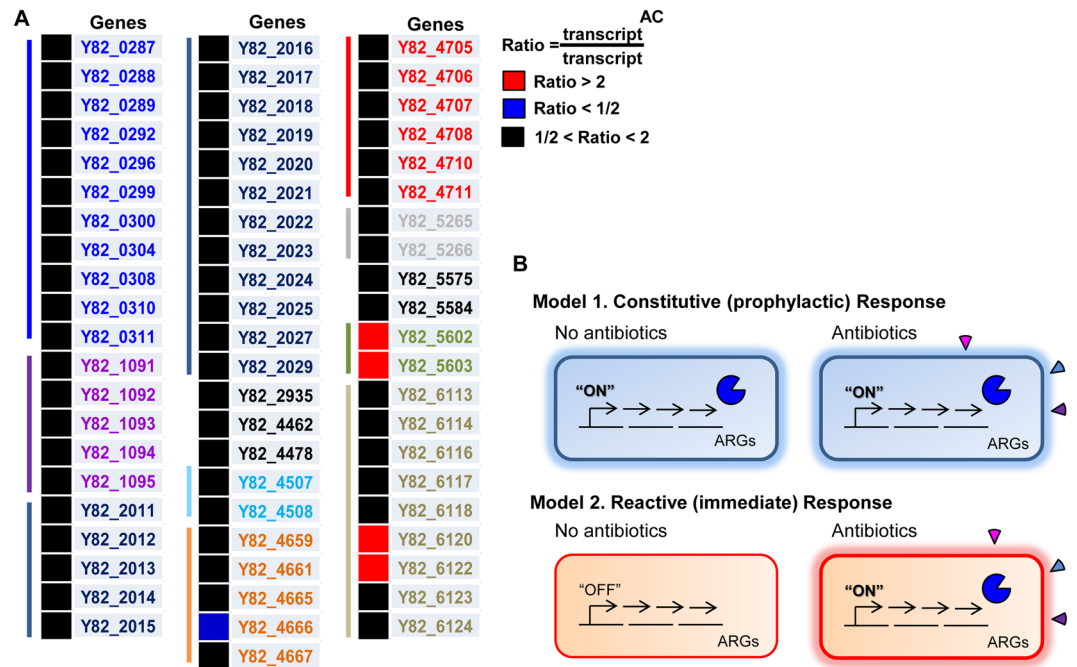 A
Genes
Y82_0287
Y82_0288
Y82_0289
Y82_0292
Y82_0296
Y82_0299
Y82_0300
Y82_0304
Y82_0308
Y82_0310
Y82_0311
Y82_1091
Y82_1092
Y82_1093
Y82_1094
Y82_1095
Y82_2011
Y82_2012
Y82_2013
Y82_2014
Y82_2015
Genes
Y82_2016
Y82_2017
Y82_2018
Y82_2019
Y82_2020
Y82_2021
Y82_2022
Y82_2023
Y82_2024
Y82_2025
Y82_2027
Y82_2029
Y82_2935
Y82_4462
Y82_4478
Y82_4507
Y82_4508
Y82_4659
Y82_4661
Y82_4665
Y82_4666
Y82_4667
Genes
Y82_4705
Y82_4706
Y82_4707
Y82_4708
Y82_4710
Y82_4711
Y82_5265
Y82_5266
Y82_5575
Y82_5584
Y82_5602
Y82_5603
Y82_6113
Y82_6114
Y82_6116
Y82_6117
Y82_6118
Y82_6120
Y82_6122
Y82_6123
Y82_6124
AC
Ratio = transcript
transcript
Ratio > 2
Ratio < 1/2
1/2 < Ratio < 2
B
Model 1. Constitutive (prophylactic) Response
No antibiotics
"ON"
ARGs
Antibiotics
"ON"
ARGs
Model 2. Reactive (immediate) Response
No antibiotics
"OFF"
ARGs
Antibiotics
"ON"
ARGs